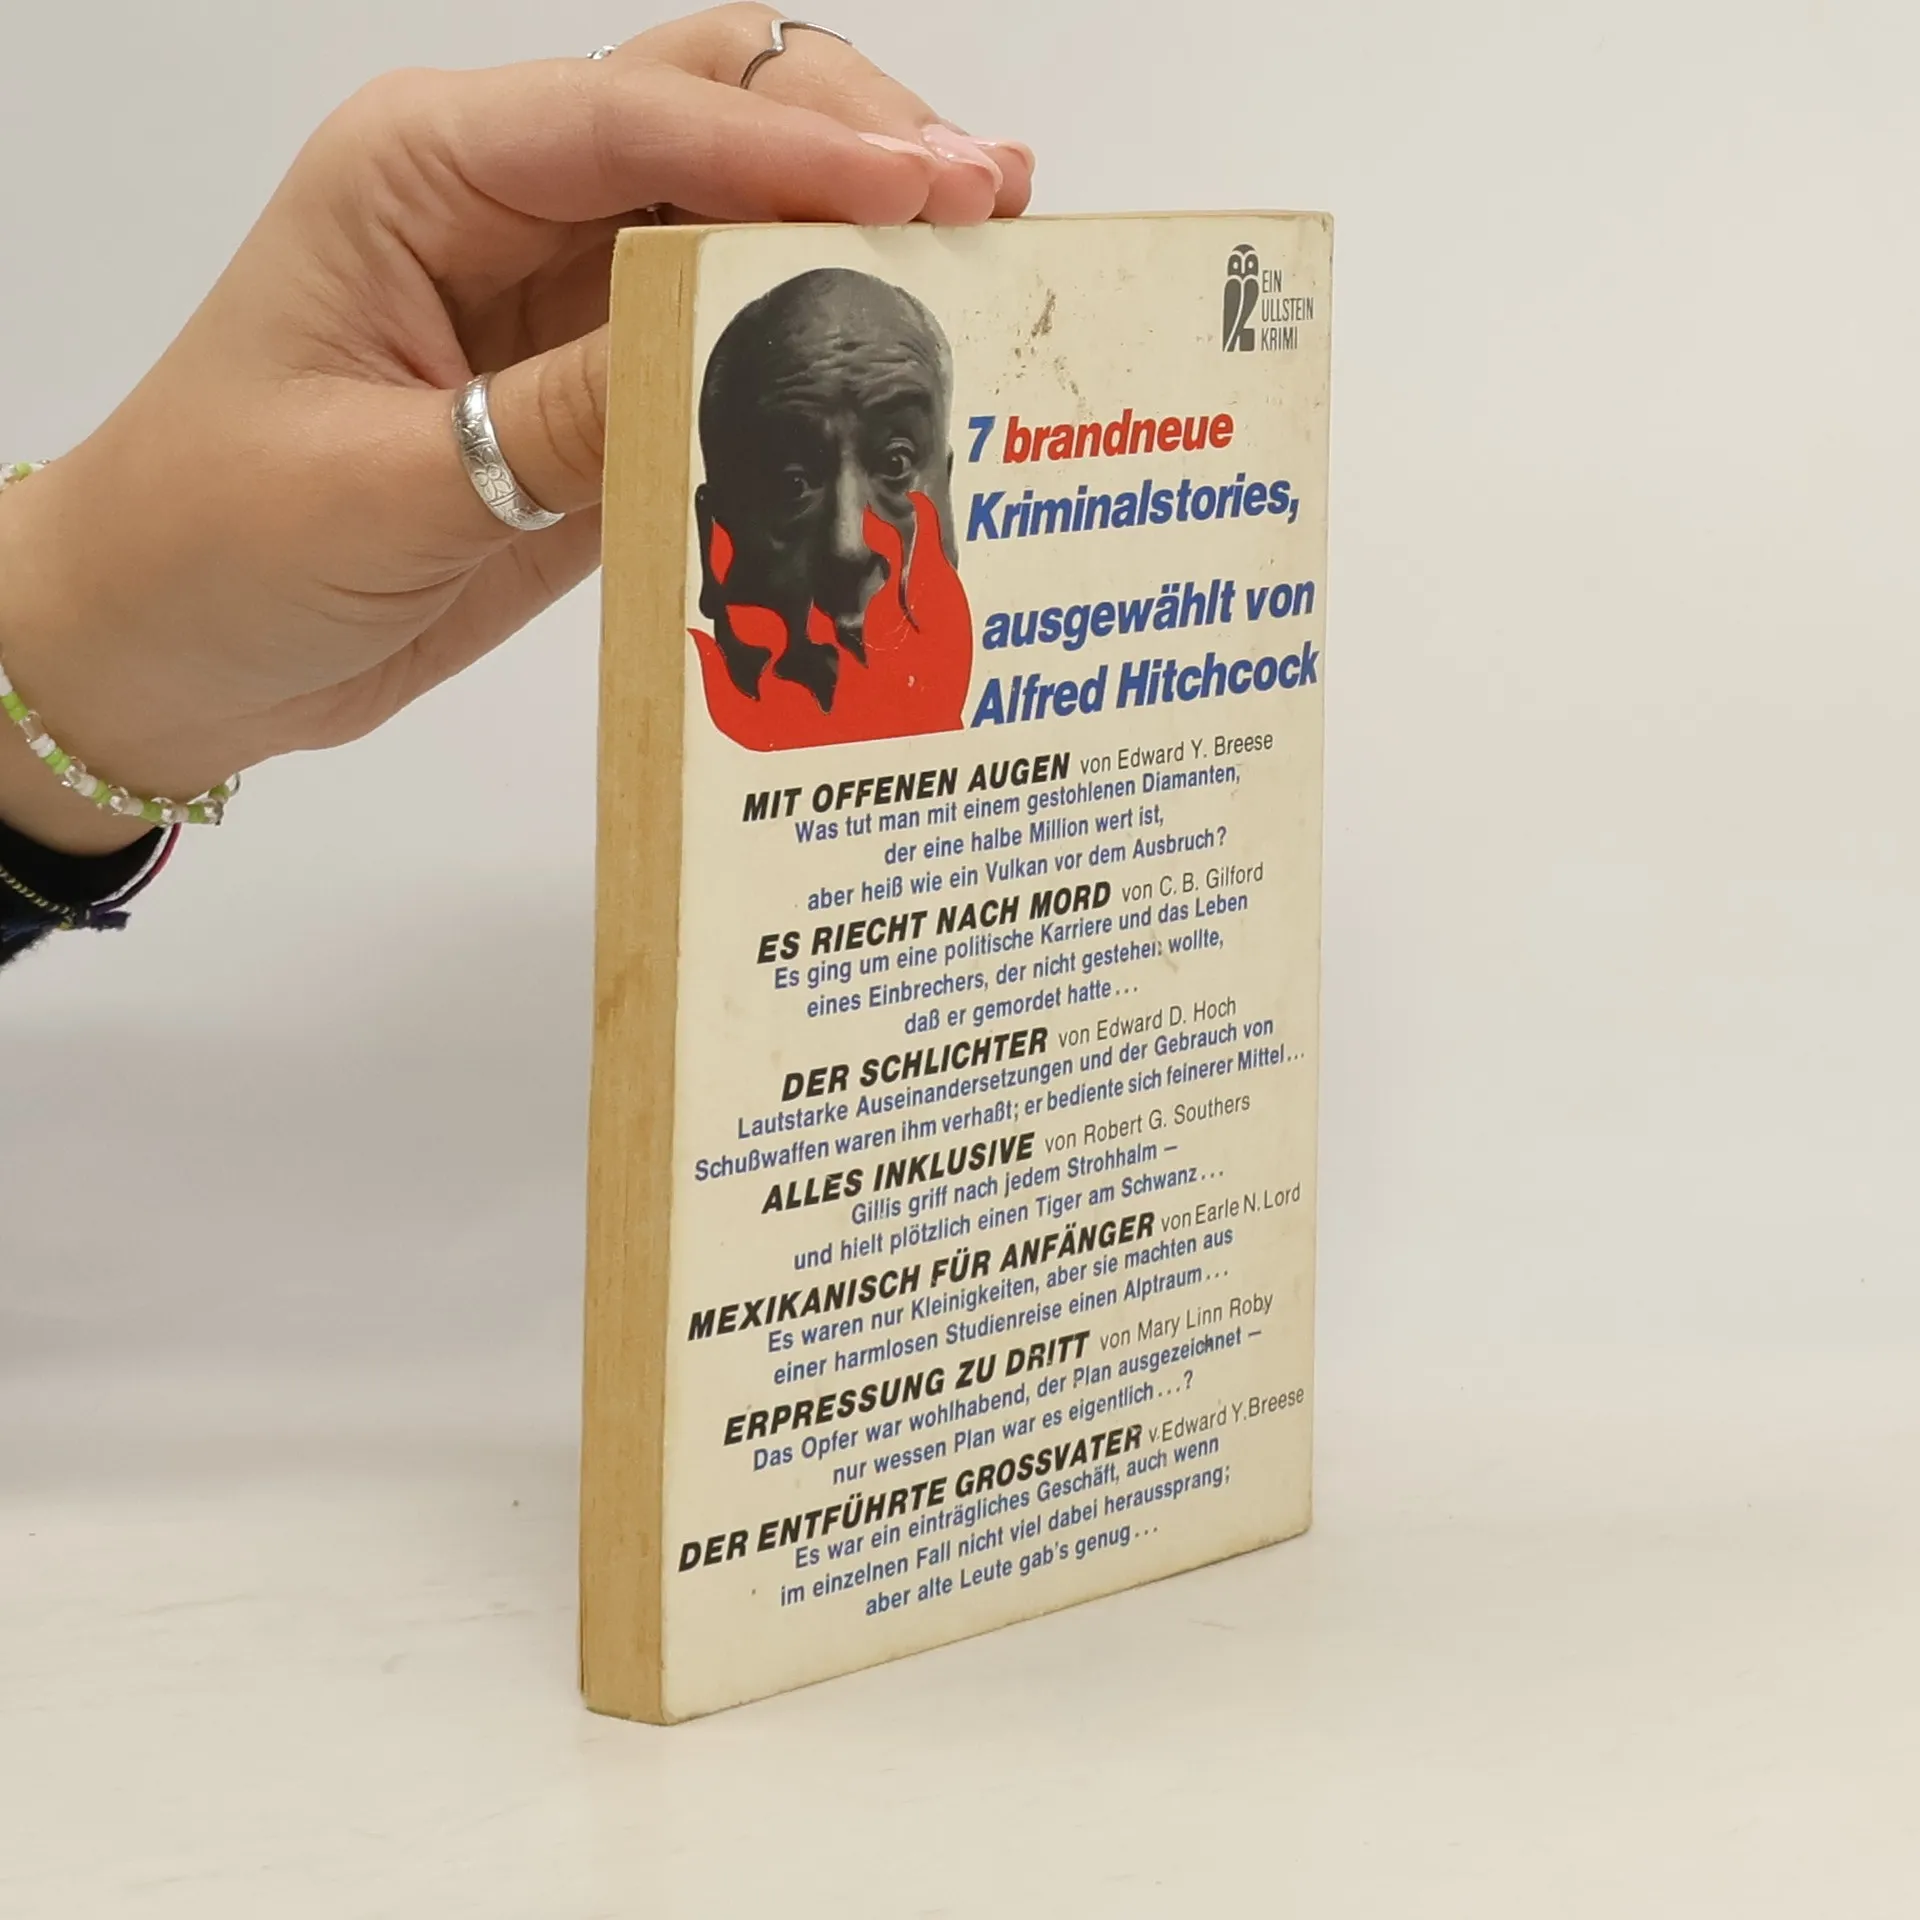 EIN
ULLSTEIN
KRIMI
7 brandneue
Kriminalstories,
ausgewählt von
Alfred Hitchcock
MIT OFFENEN AUGEN von Edward Y. Breese
Was tut man mit einem gestohlenen Diamanten,
der eine halbe Million wert ist,
aber heiß wie ein Vulkan vor dem Ausbruch?
ES RIECHT NACH MORD von C. B. Gilford
Es ging um eine politische Karriere und das Leben
eines Einbrechers, der nicht gestehen wollte,
daß er gemordet hatte...
DER SCHLICHTER von Edward D. Hoch
Lautstarke Auseinandersetzungen und der Gebrauch von
Schußwaffen waren ihm verhaßt; er bediente sich feinerer Mittel...
ALLES INKLUSIVE von Robert G. Southers
Gillis griff nach jedem Strohhalm –
und hielt plötzlich einen Tiger am Schwanz...
MEXIKANISCH FÜR ANFÄNGER von Earle N. Lord
Es waren nur Kleinigkeiten, aber sie machten aus
einer harmlosen Studienreise einen Alptraum...
ERPRESSUNG ZU DRITT von Mary Linn Roby
Das Opfer war wohlhabend, der Plan ausgezeichnet –
nur wessen Plan war es eigentlich...?
DER ENTFÜHRTE GROSSVATER v. Edward Y. Breese
Es war ein einträgliches Geschäft, auch wenn
im einzelnen Fall nicht viel dabei heraussprang;
aber alte Leute gab's genug...